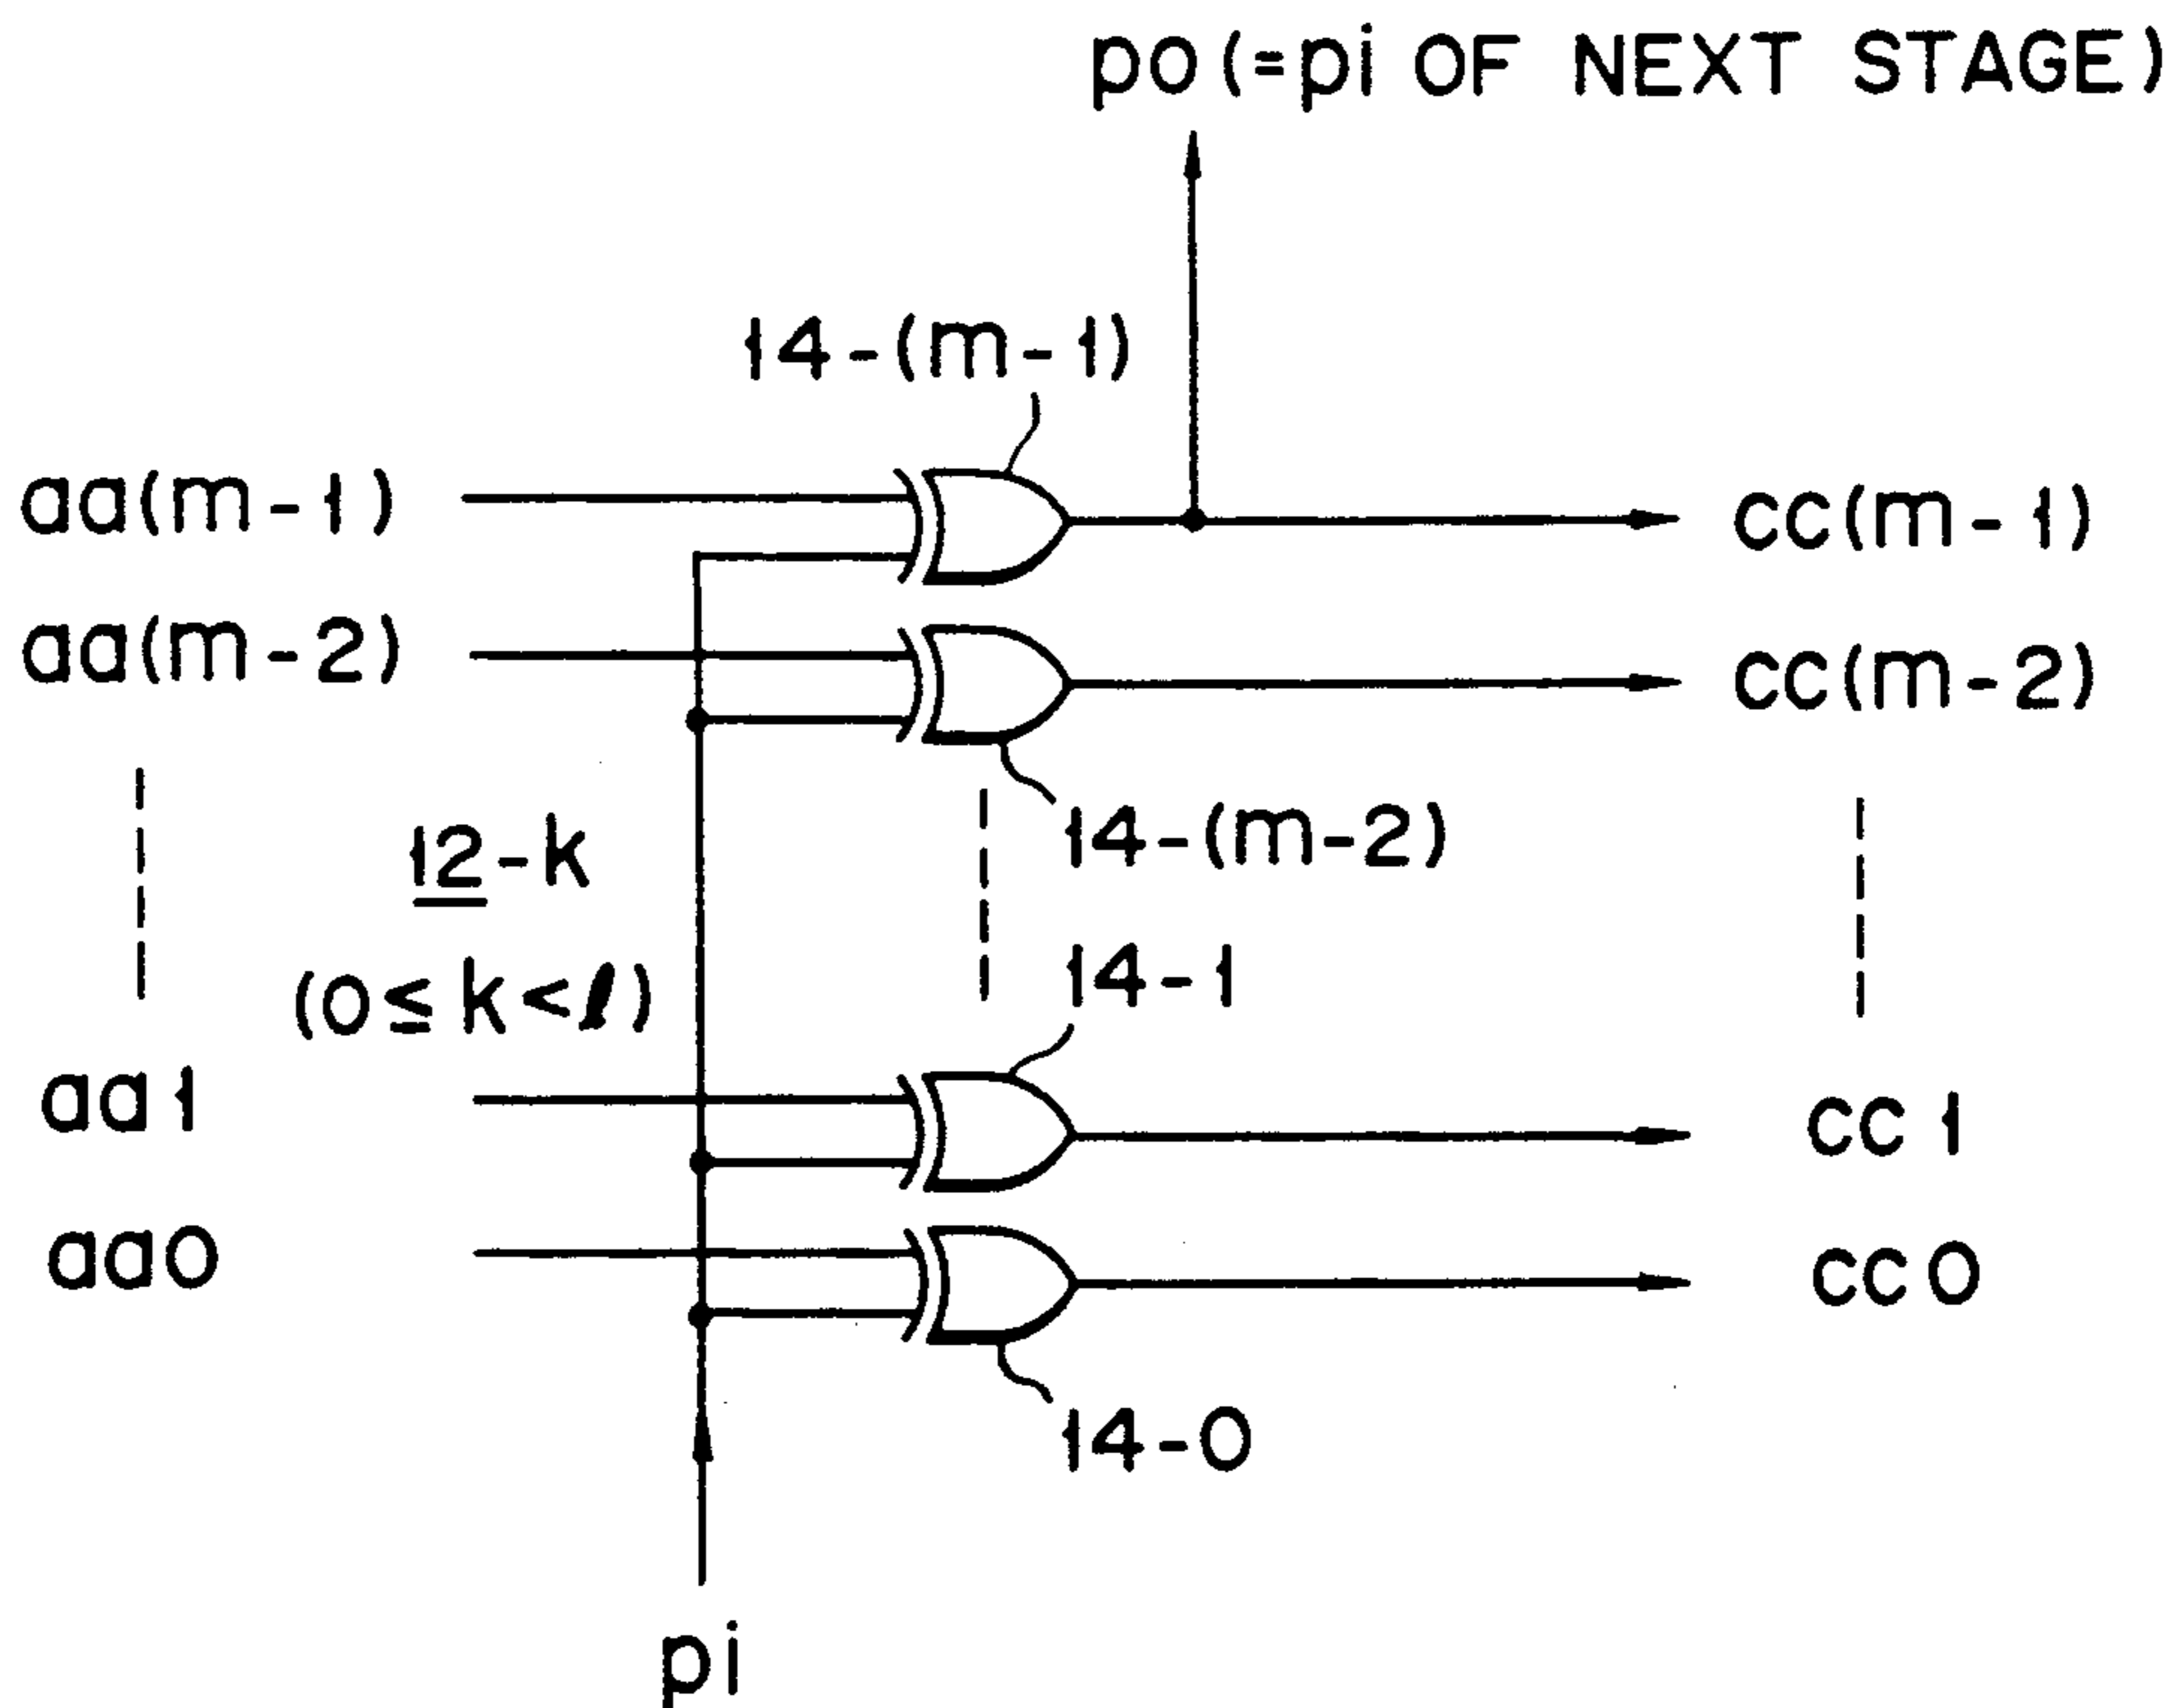 po(=pi OF NEXT STAGE)
14-(m-1)
aa(m-1)
cc(m-1)
aa(m-2)
cc(m-2)
14-(m-2)
12-k
(0≤k<l)
14-1
aa1
cc1
aa0
cc0
14-0
pi